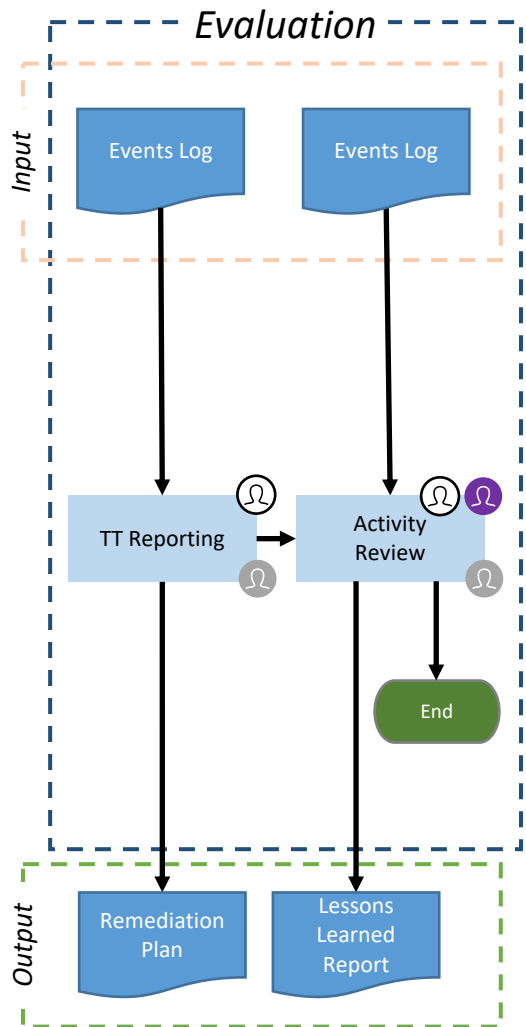 Evaluation
Input
Events Log
Events Log
TT Reporting
Activity
Review
End
Output
Remediation
Plan
Lessons
Learned
Report